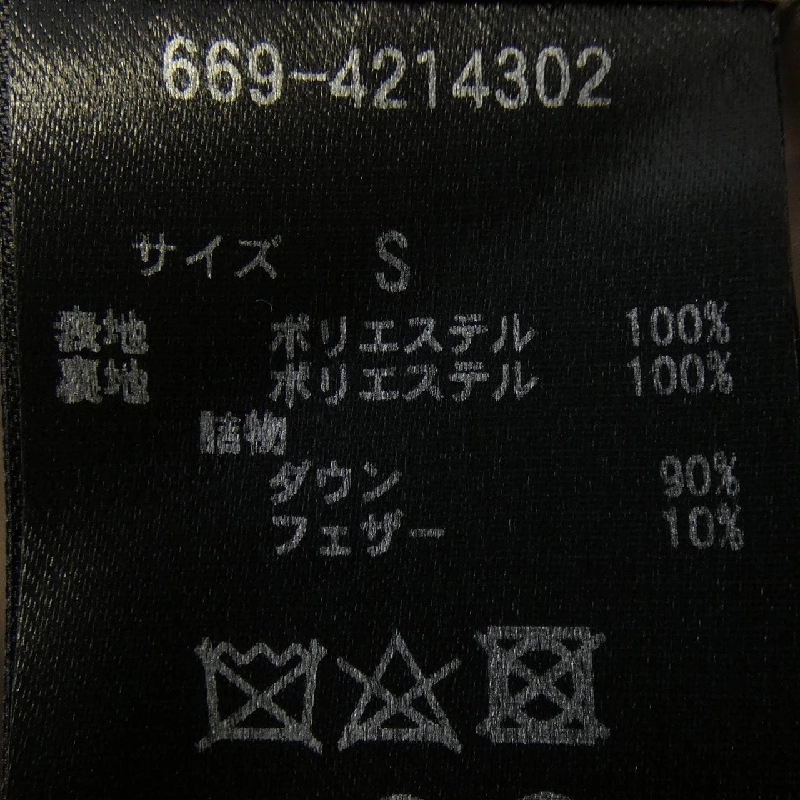 669-4214302
サイズ S
表地 ポリエステル 100%
裏地 ポリエステル 100%
詰物
ダウン 90%
フェザー 10%